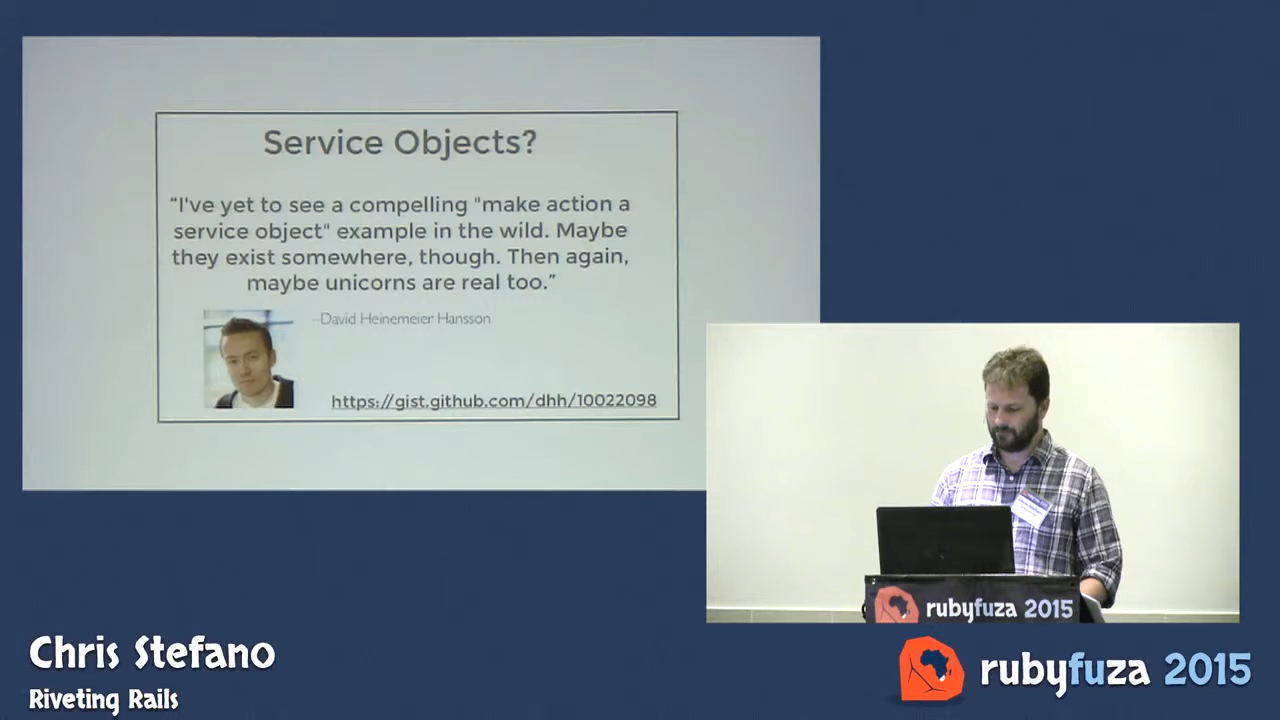 Service Objects?
“I've yet to see a compelling "make action a
service object" example in the wild. Maybe
they exist somewhere, though. Then again,
maybe unicorns are real too.”
–David Heinemeier Hansson
https://gist.github.com/dhh/10022098
rubyfuza 2015
Chris Stefano
Riveting Rails
rubyfuza 2015